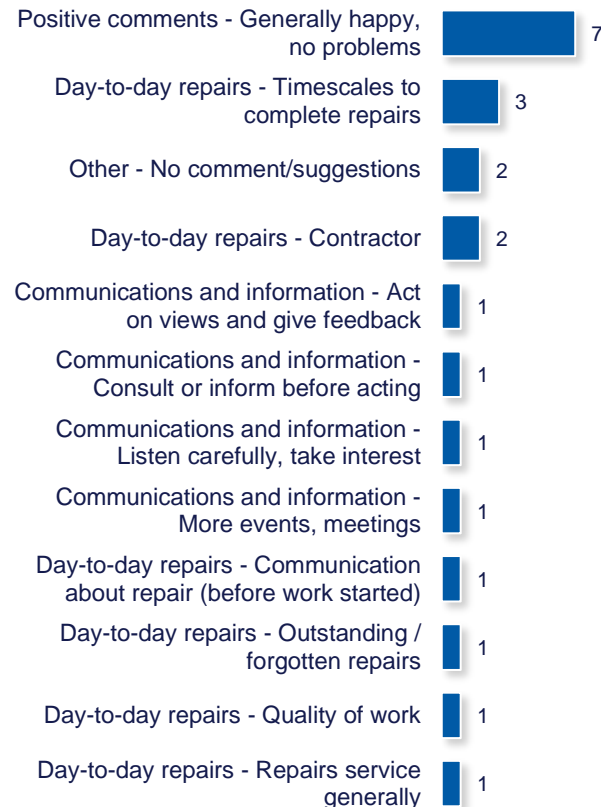 Positive comments - Generally happy,
no problems
7
Day-to-day repairs - Timescales to
complete repairs
3
Other - No comment/suggestions
2
Day-to-day repairs - Contractor
2
Communications and information - Act
on views and give feedback
1
Communications and information -
Consult or inform before acting
1
Communications and information -
Listen carefully, take interest
1
Communications and information -
More events, meetings
1
Day-to-day repairs - Communication
about repair (before work started)
1
Day-to-day repairs - Outstanding /
forgotten repairs
1
Day-to-day repairs - Quality of work
1
Day-to-day repairs - Repairs service
generally
1